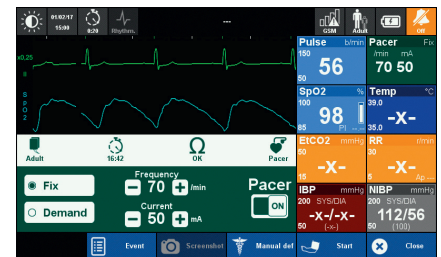 01/02/17
15:00
0:20
Rhythm.
---
GSM
Adult
Off
x0,25
II
S
p
O
2
Pulse b/min
150
56
50
Pacer Fix
/min mA
70 50
SpO2 %
100
98
85 PI --.--
Temp °C
39.0
-X-
35.0
EtCO2 mmHg
50
-X-
15
RR r/min
30
-X-
5 Ap --
IBP mmHg
200 SYS/DIA
-X-/-X-
50 (-x-)
NIBP mmHg
200 SYS/DIA
112/56
50 (100)
Adult
16:42
Ω
OK
Pacer
Fix
Demand
Frequency
- 70 + /min
Current
- 50 + mA
Pacer
ON
Event
Screenshot
Manual def
Start
Close